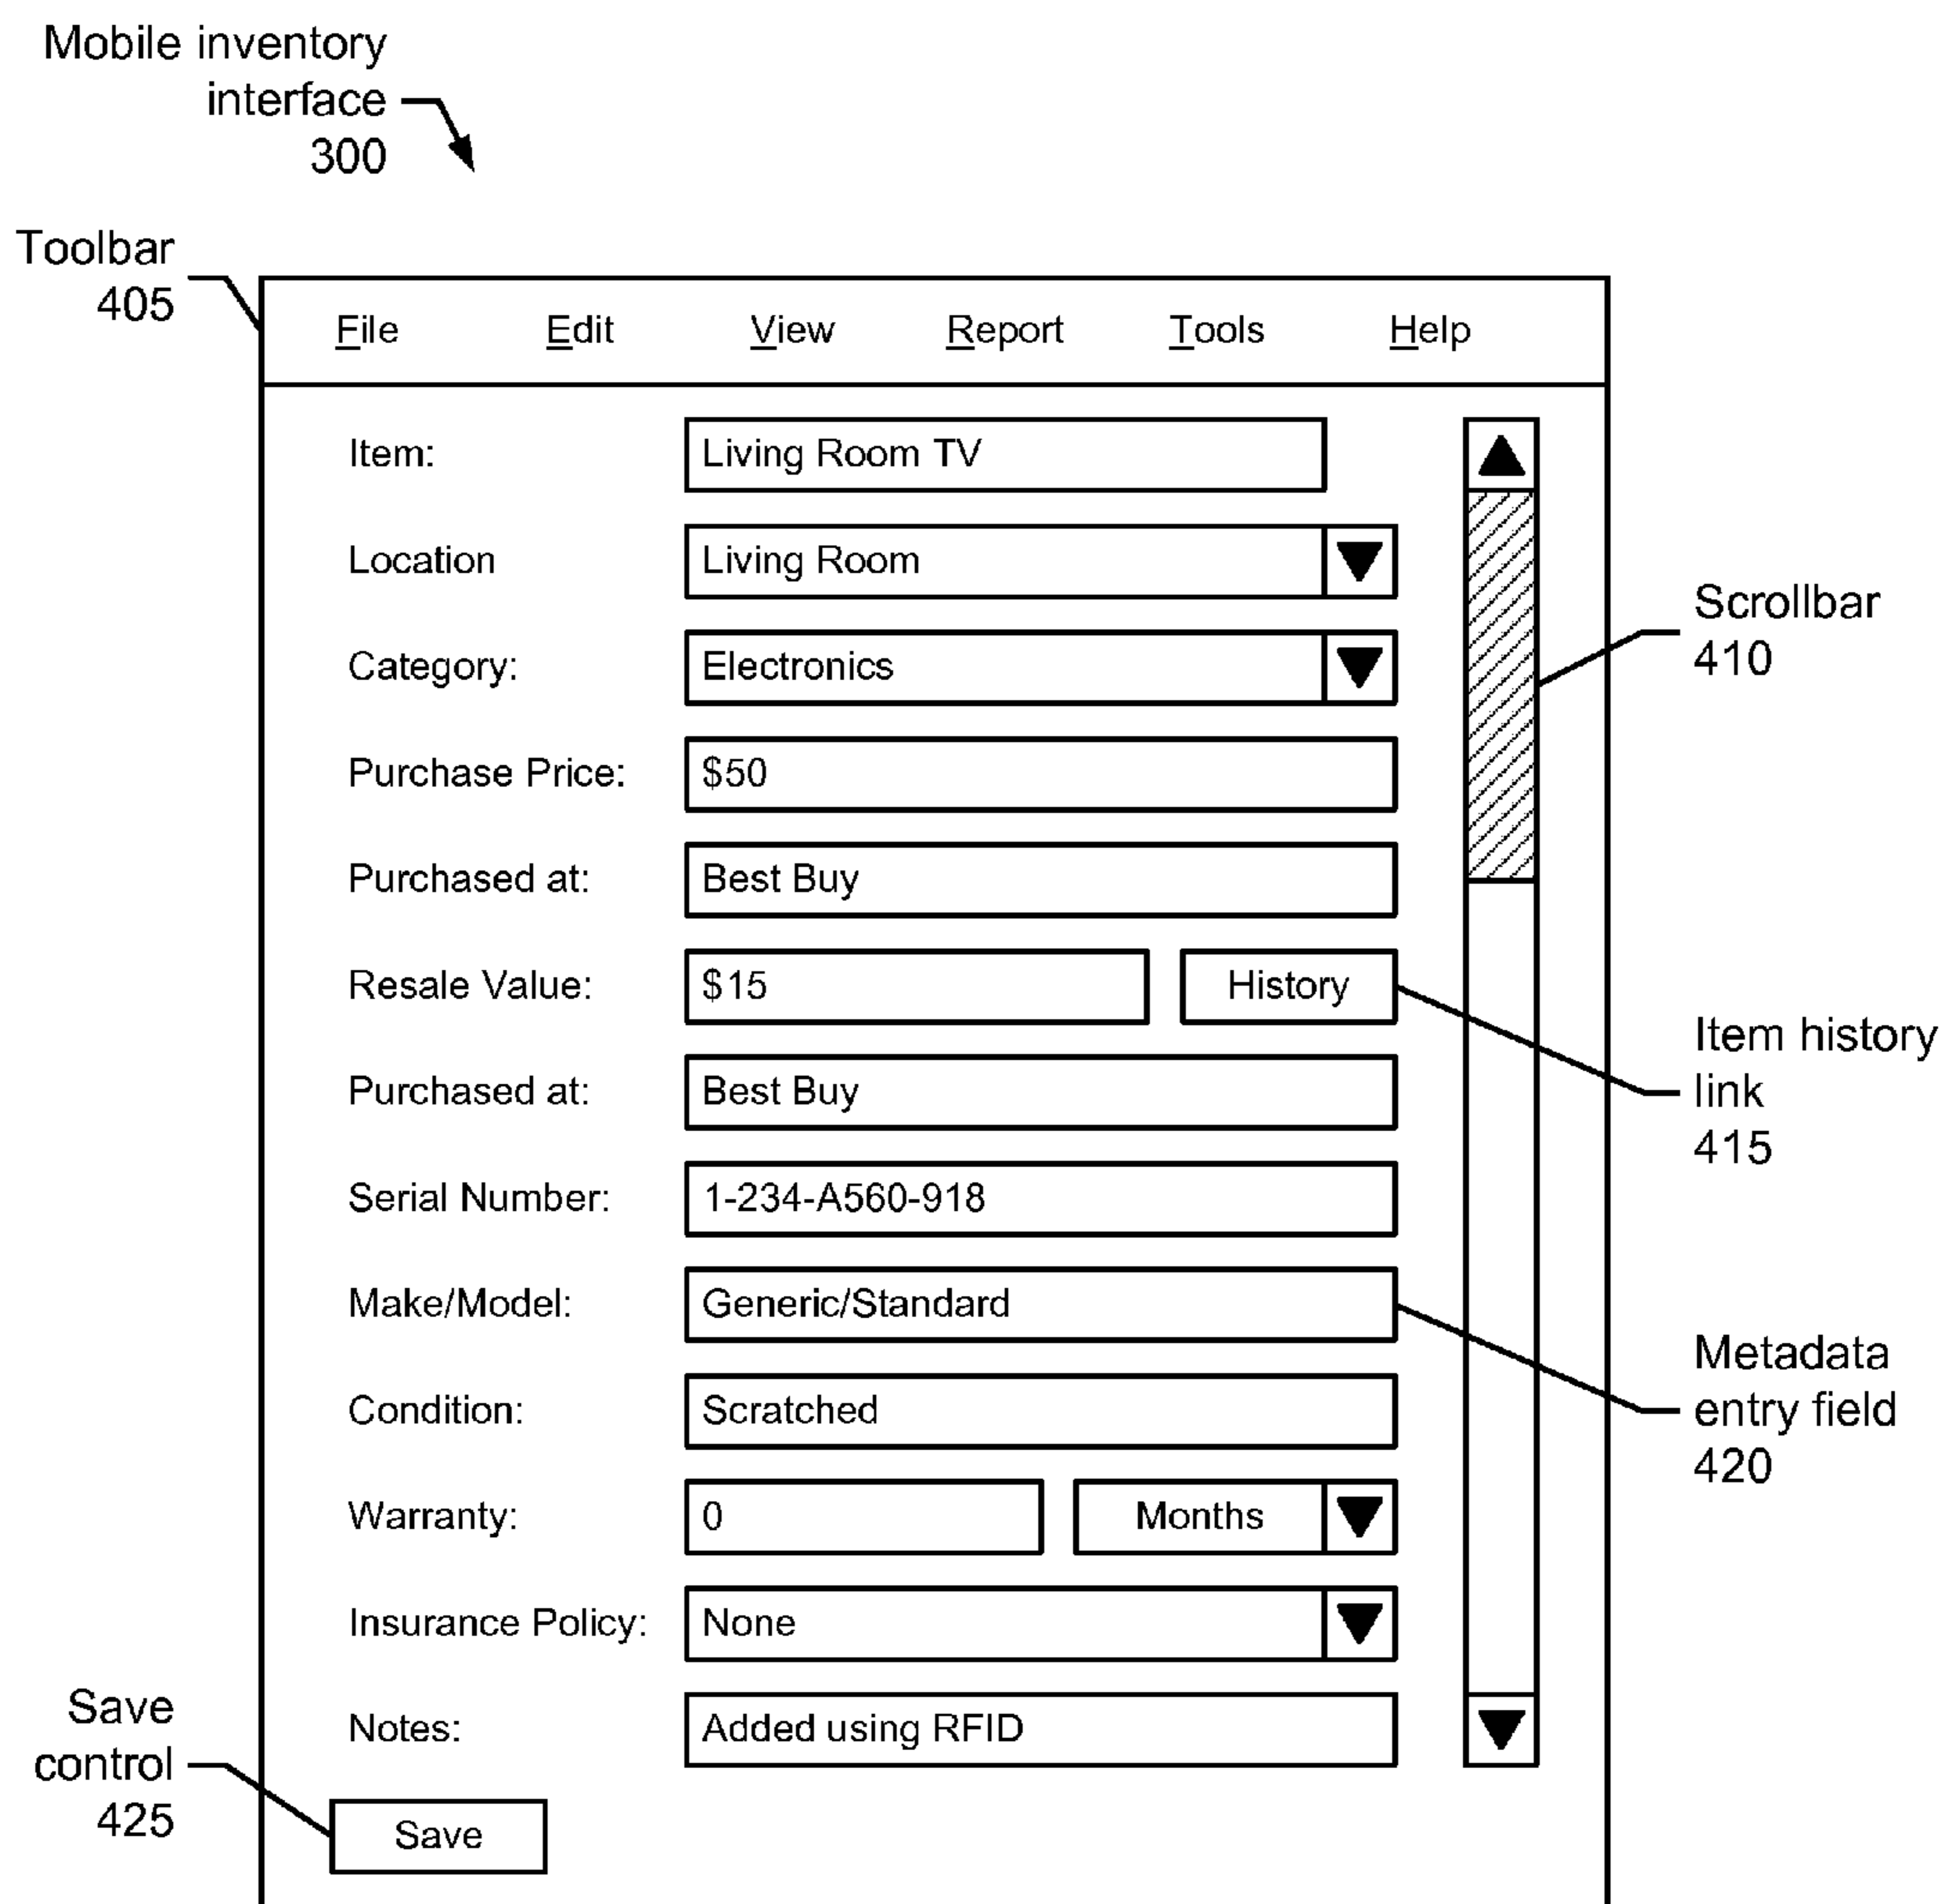 Mobile inventory
interface
300
Toolbar
405
File Edit View Report Tools Help
Item: Living Room TV
Location Living Room
Scrollbar
410
Category: Electronics
Purchase Price: $50
Purchased at: Best Buy
Resale Value: $15 History
Item history
link
415
Purchased at: Best Buy
Serial Number: 1-234-A560-918
Make/Model: Generic/Standard
Metadata
entry field
420
Condition: Scratched
Warranty: 0 Months
Insurance Policy: None
Notes: Added using RFID
Save
control
425
Save